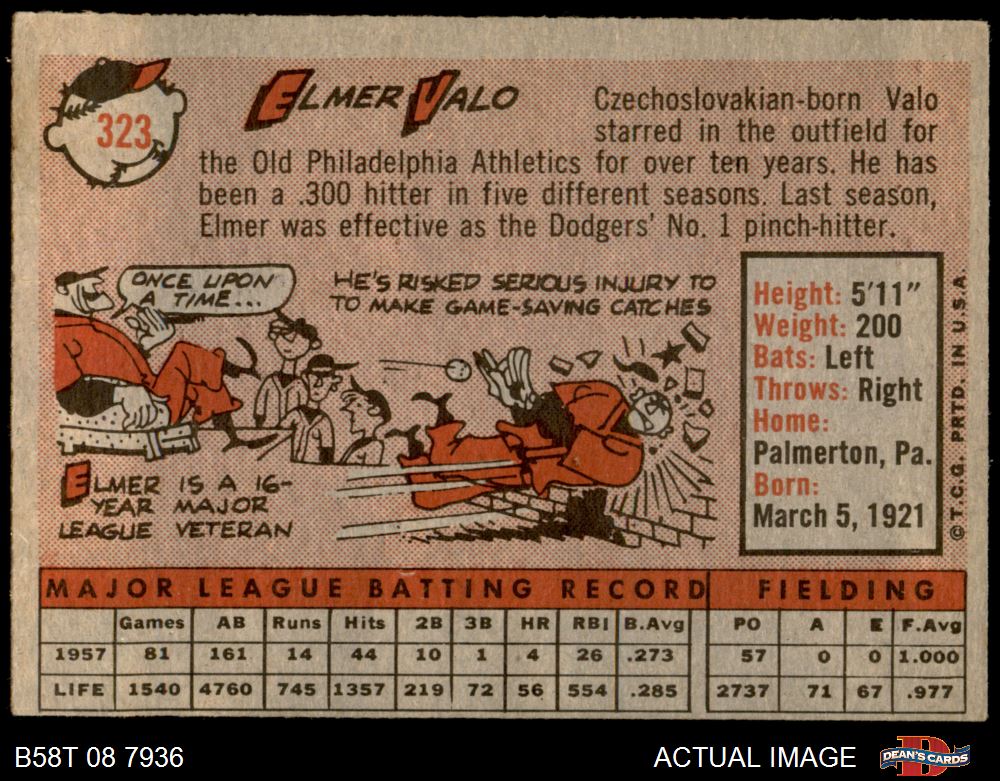 323
ELMER VALO
Czechoslovakian-born Valo
starred in the outfield for
the Old Philadelphia Athletics for over ten years. He has
been a .300 hitter in five different seasons. Last season,
Elmer was effective as the Dodgers' No. 1 pinch-hitter.
ONCE UPON
A TIME...
HE'S RISKED SERIOUS INJURY TO
TO MAKE GAME-SAVING CATCHES
ELMER IS A 16-
YEAR MAJOR
LEAGUE VETERAN
Height: 5'11"
Weight: 200
Bats: Left
Throws: Right
Home:
Palmerton, Pa.
Born:
March 5, 1921
© T.C.G. PRTD. IN U.S.A.
MAJOR LEAGUE BATTING RECORD FIELDING
Games AB Runs Hits 2B 3B HR RBI B.Avg PO A E F.Avg
1957 81 161 14 44 10 1 4 26 .273 57 0 0 1.000
LIFE 1540 4760 745 1357 219 72 56 554 .285 2737 71 67 .977
B58T 08 7936
ACTUAL IMAGE
DEAN'S CARDS